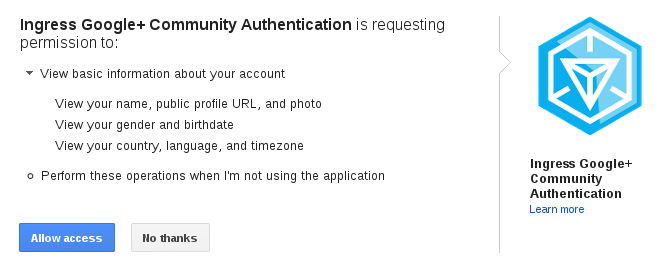 Ingress Google+ Community Authentication is requesting
permission to:
View basic information about your account
View your name, public profile URL, and photo
View your gender and birthdate
View your country, language, and timezone
Perform these operations when I'm not using the application
Allow access
No thanks
Ingress Google+
Community
Authentication
Learn more